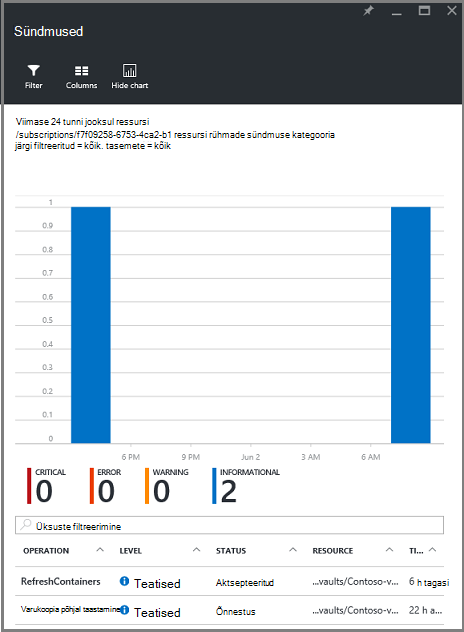 Sündmused
Filter Columns Hide chart
Viimase 24 tunni jooksul ressursi
/subscriptions/f7f09258-6753-4ca2-b1 ressursi rühmade sündmuse kategooria
järgi filtreeritud = kõik. tasemete = kõik
1
0.9
0.8
0.7
0.6
0.5
0.4
0.3
0.2
0.1
0
6 PM 9 PM Jun 2 3 AM 6 AM
CRITICAL ERROR WARNING INFORMATIONAL
0 0 0 2
Üksuste filtreerimine
OPERATION LEVEL STATUS RESOURCE TI...
RefreshContainers Teatised Aktsepteeritud ...vaults/Contoso-v... 6 h tagasi
Varukoopia põhjal taastamine Teatised Õnnestus ...vaults/Contoso-v... 22 h a...